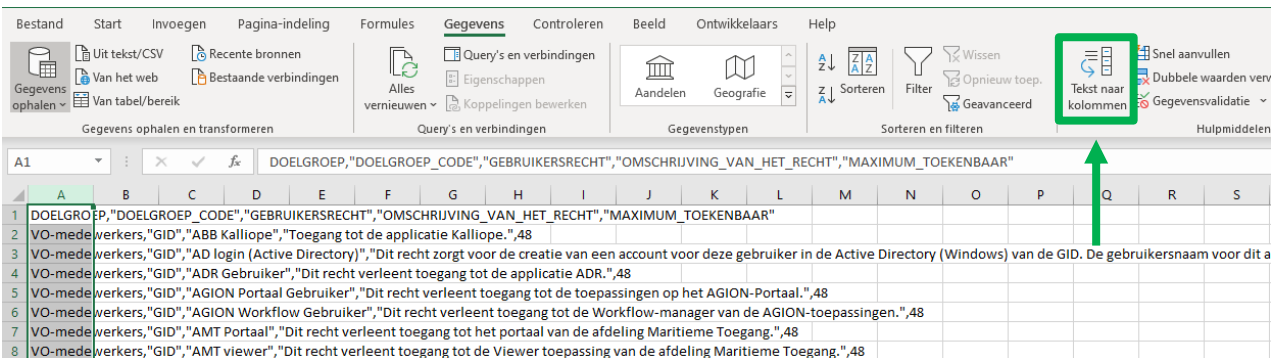 Bestand Start Invoegen Pagina-indeling Formules Gegevens Controleren Beeld Ontwikkelaars Help
Gegevens ophalen
Uit tekst/CSV
Van het web
Van tabel/bereik
Recente bronnen
Bestaande verbindingen
Gegevens ophalen en transformeren
Alles vernieuwen
Query's en verbindingen
Eigenschappen
Koppelingen bewerken
Query's en verbindingen
Aandelen
Geografie
Gegevenstypen
Sorteren
Filter
Wissen
Opnieuw toep.
Geavanceerd
Sorteren en filteren
Tekst naar kolommen
Snel aanvullen
Dubbele waarden verw
Gegevensvalidatie
Hulpmiddelen
A1 fx DOELGROEP,"DOELGROEP_CODE","GEBRUIKERSRECHT","OMSCHRIJVING_VAN_HET_RECHT","MAXIMUM_TOEKENBAAR"
A B C D E F G H I J K L M N O P Q R S
1 DOELGROEP,"DOELGROEP_CODE","GEBRUIKERSRECHT","OMSCHRIJVING_VAN_HET_RECHT","MAXIMUM_TOEKENBAAR"
2 VO-medewerkers,"GID","ABB Kalliope","Toegang tot de applicatie Kalliope.",48
3 VO-medewerkers,"GID","AD login (Active Directory)","Dit recht zorgt voor de creatie van een account voor deze gebruiker in de Active Directory (Windows) van de GID. De gebruikersnaam voor dit a
4 VO-medewerkers,"GID","ADR Gebruiker","Dit recht verleent toegang tot de applicatie ADR.",48
5 VO-medewerkers,"GID","AGION Portaal Gebruiker","Dit recht verleent toegang tot de toepassingen op het AGION-Portaal.",48
6 VO-medewerkers,"GID","AGION Workflow Gebruiker","Dit recht verleent toegang tot de Workflow-manager van de AGION-toepassingen.",48
7 VO-medewerkers,"GID","AMT Portaal","Dit recht verleent toegang tot het portaal van de afdeling Maritieme Toegang.",48
8 VO-medewerkers,"GID","AMT viewer","Dit recht verleent toegang tot de Viewer toepassing van de afdeling Maritieme Toegang.",48